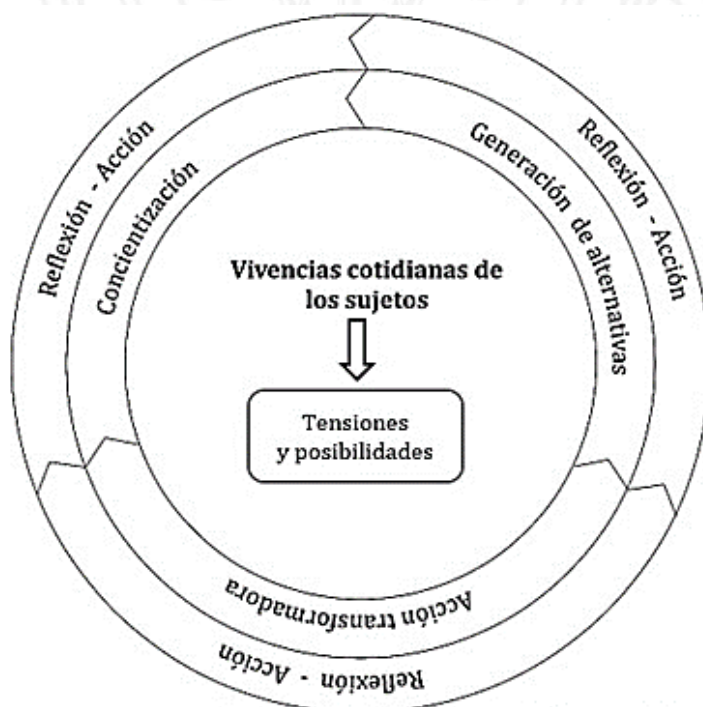 Reflexión - Acción
Concientización
Generación de alternativas
Reflexión - Acción
Vivencias cotidianas de
los sujetos
Tensiones
y posibilidades
Acción transformadora
Reflexión - Acción